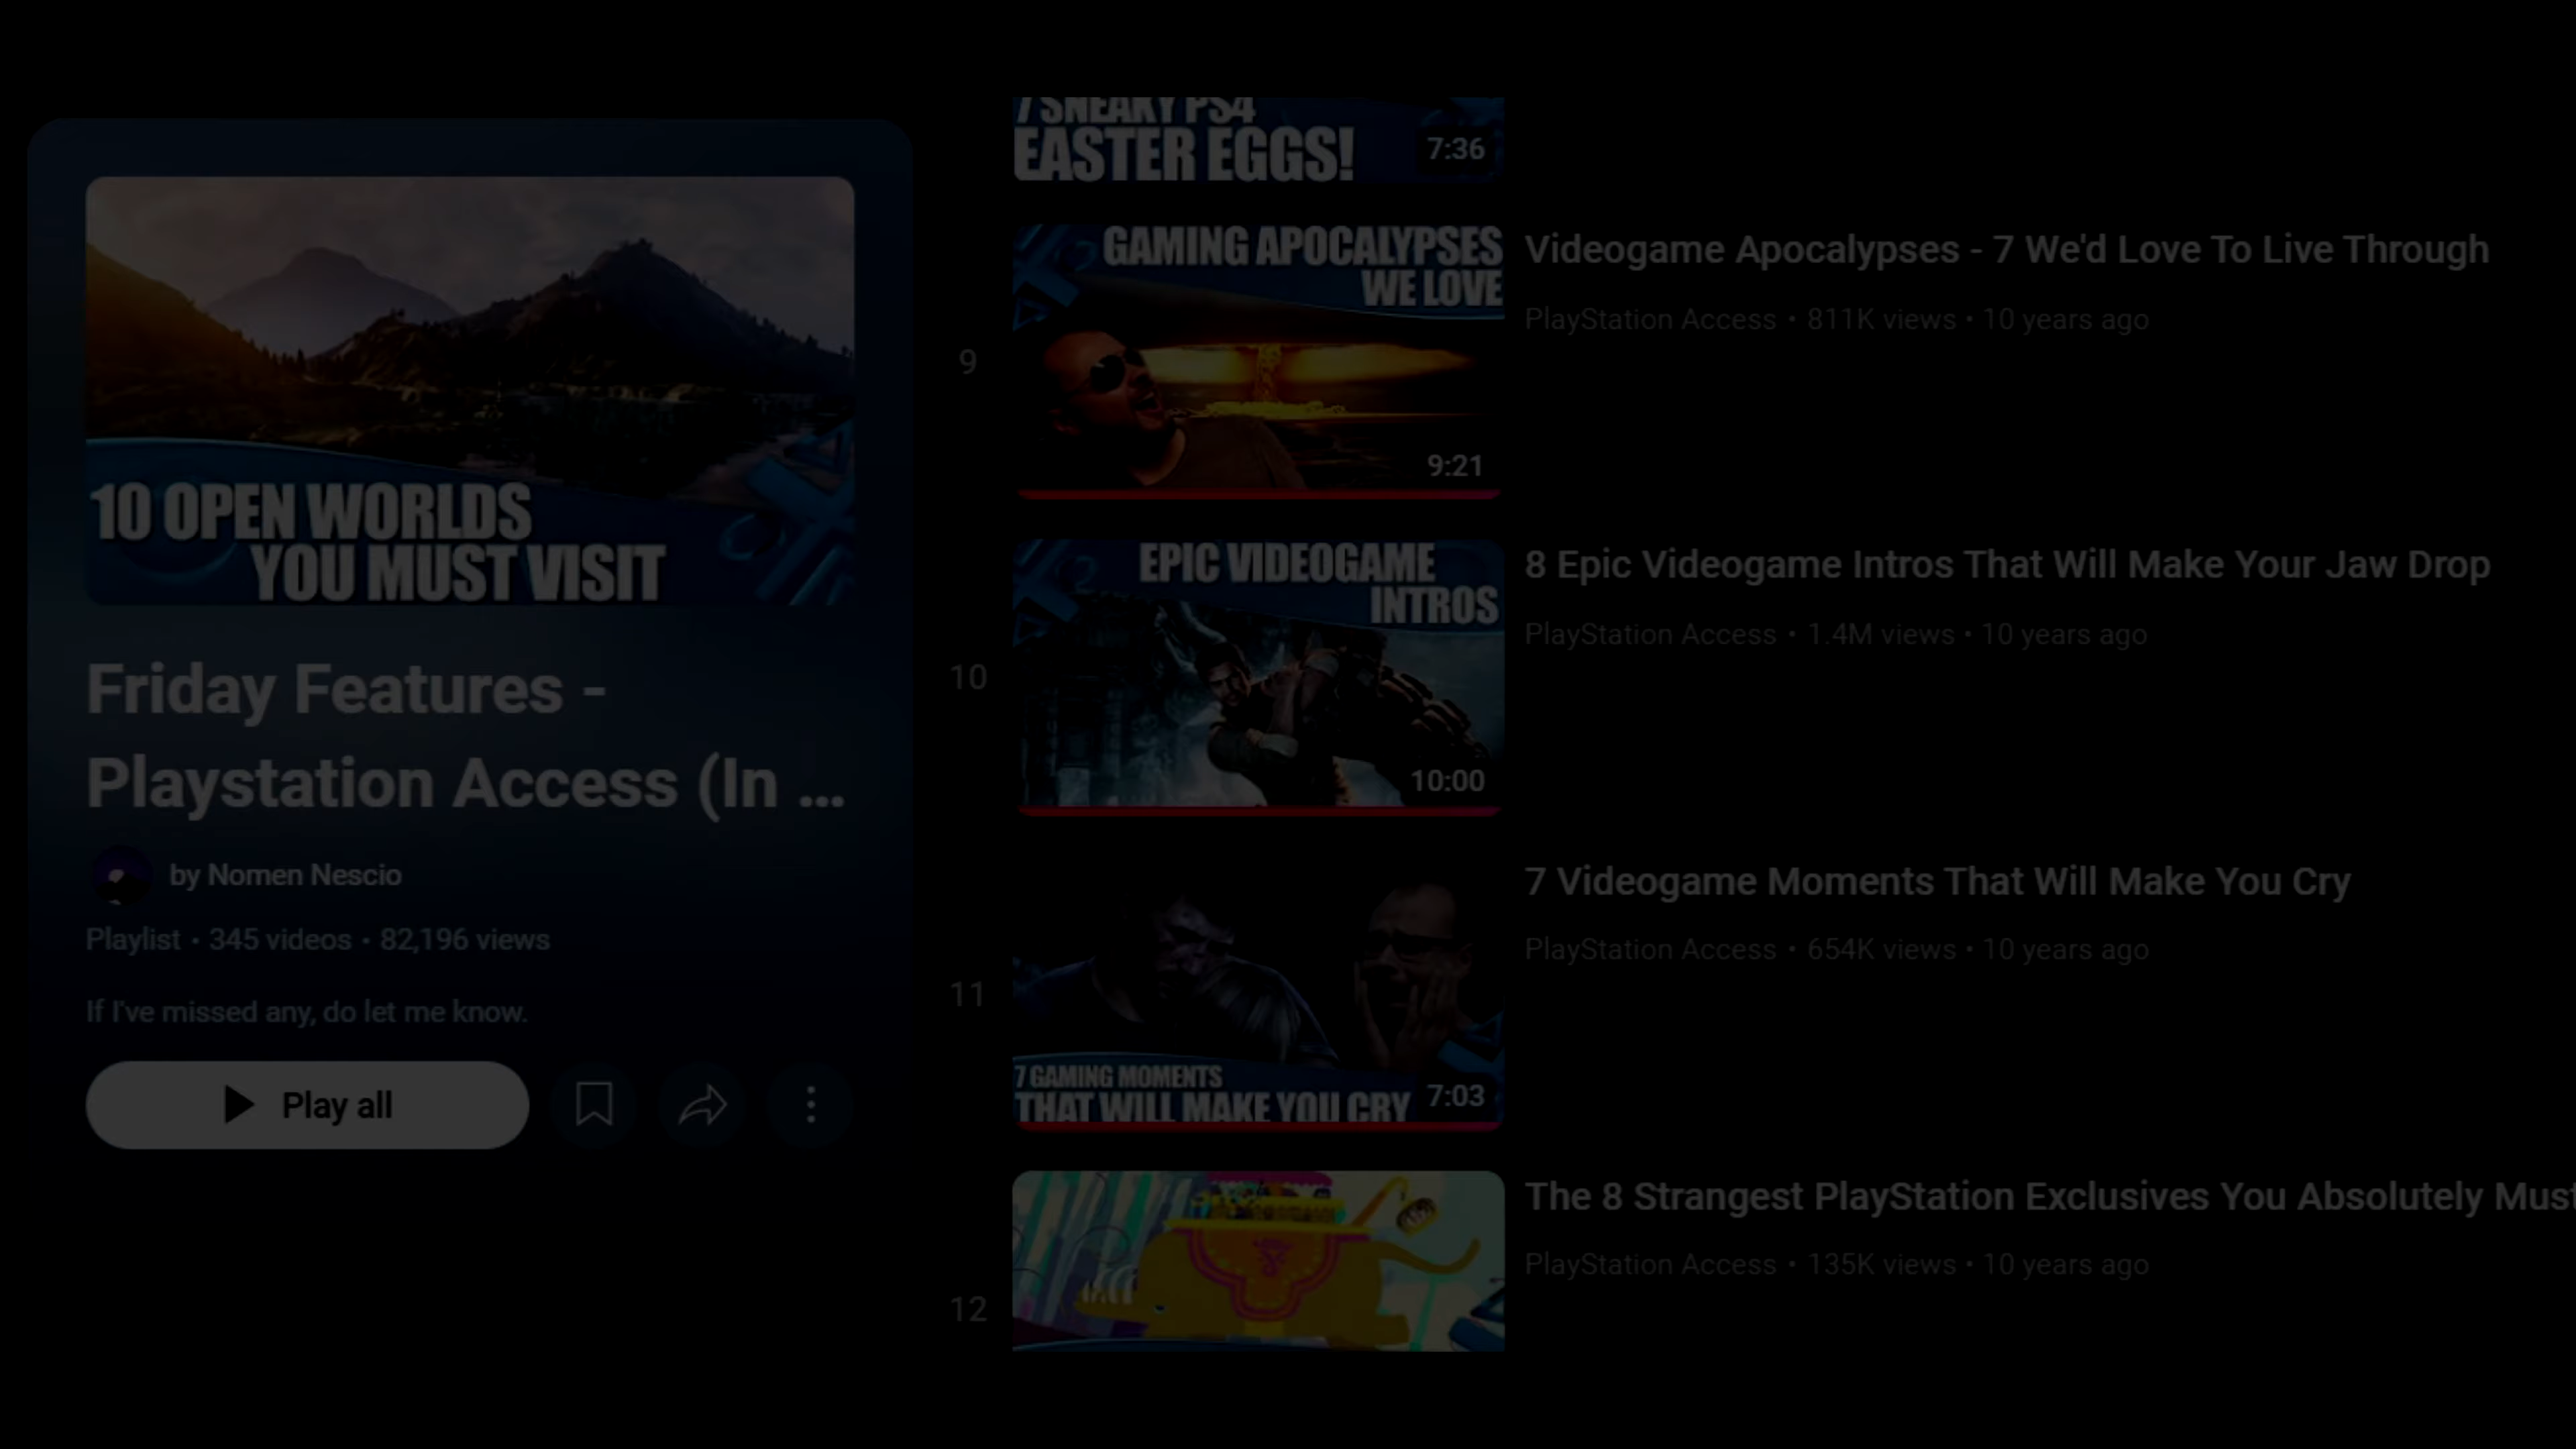 10 OPEN WORLDS
YOU MUST VISIT
Friday Features -
Playstation Access (In ...
by Nomen Nescio
Playlist • 345 videos • 82,196 views
If I've missed any, do let me know.
Play all
7 SNEAKY PS4
EASTER EGGS!
7:36
9
GAMING APOCALYPSES
WE LOVE
9:21
Videogame Apocalypses - 7 We'd Love To Live Through
PlayStation Access • 811K views • 10 years ago
10
EPIC VIDEOGAME
INTROS
10:00
8 Epic Videogame Intros That Will Make Your Jaw Drop
PlayStation Access • 1.4M views • 10 years ago
11
7 GAMING MOMENTS
THAT WILL MAKE YOU CRY
7:03
7 Videogame Moments That Will Make You Cry
PlayStation Access • 654K views • 10 years ago
12
The 8 Strangest PlayStation Exclusives You Absolutely Must
PlayStation Access • 135K views • 10 years ago